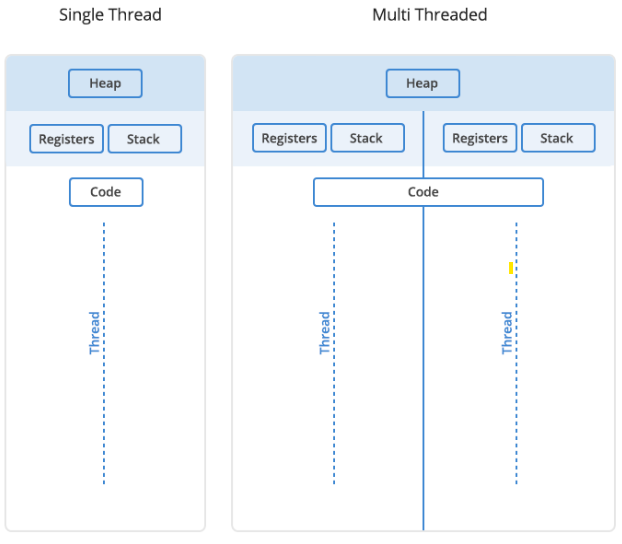 Single Thread
Multi Threaded
Heap
Heap
Registers Stack
Registers Stack
Registers Stack
Code
Code
Thread
Thread
Thread